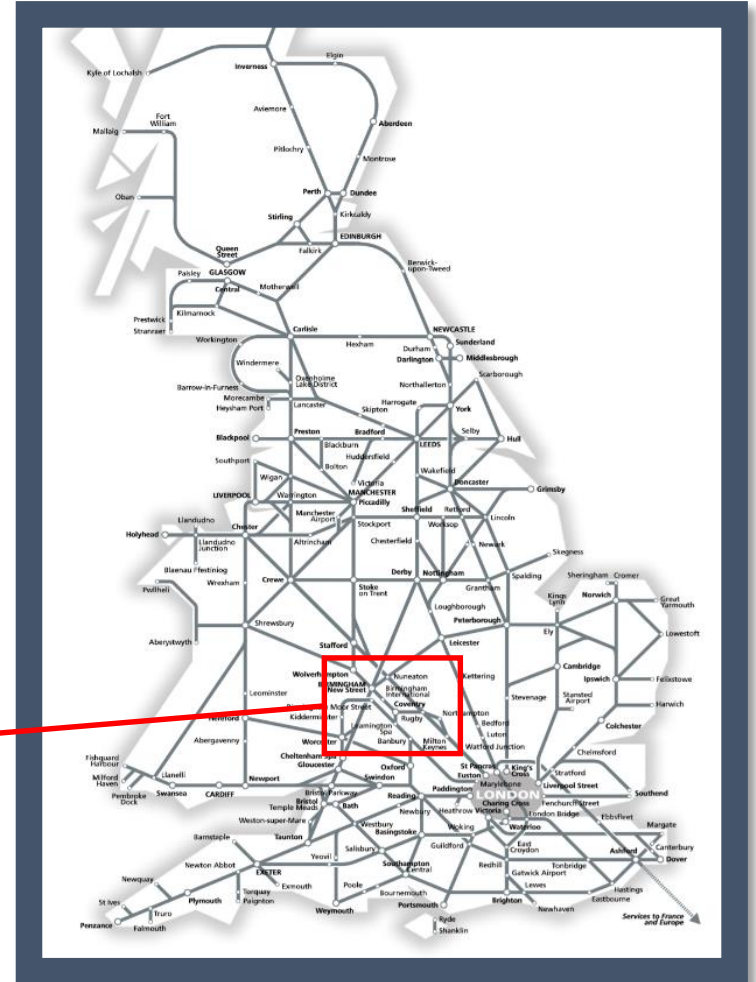 Elgin
Inverness
Kyle of Lochalsh
Aviemore
Fort
William
Aberdeen
Mallaig
Pitlochry
Montrose
Perth
Dundee
Oban
Kirkcaldy
Stirling
EDINBURGH
Queen
Street
Falkirk
Berwick-
upon-Tweed
Paisley
GLASGOW
Central
Motherwell
Prestwick
Kilmarnock
Stranraer
Carlisle
NEWCASTLE
Workington
Hexham
Sunderland
Durham
Darlington
Middlesbrough
Windermere
Scarborough
Oxenholme
Lake District
Barrow-in-Furness
Northallerton
Morecambe
Heysham Port
Lancaster
Harrogate
York
Skipton
Blackpool
Preston
Bradford
Selby
Hull
Blackburn
LEEDS
Huddersfield
Southport
Bolton
Wakefield
Wigan
Victoria
Doncaster
LIVERPOOL
Warrington
MANCHESTER
Piccadilly
Grimsby
Sheffield
Retford
Manchester
Airport
Lincoln
Llandudno
Stockport
Worksop
Holyhead
Chester
Llandudno
Junction
Altrincham
Chesterfield
Newark
Skegness
Blaenau Ffestiniog
Crewe
Derby
Nottingham
Spalding
Sheringham
Cromer
Pwllheli
Wrexham
Stoke
on Trent
Grantham
Kings
Lynn
Norwich
Great
Yarmouth
Loughborough
Peterborough
Shrewsbury
Ely
Aberystwyth
Stafford
Leicester
Lowestoft
Wolverhampton
Cambridge
BIRMINGHAM
New Street
Nuneaton
Kettering
Ipswich
Felixstowe
Birmingham
International
Leominster
Stevenage
Stansted
Airport
Moor Street
Coventry
Harwich
Hereford
Kidderminster
Rugby
Northampton
Bedford
Colchester
Leamington
Spa
Luton
Abergavenny
Worcester
Banbury
Milton
Keynes
Watford Junction
Chelmsford
Fishguard
Harbour
Cheltenham Spa
Gloucester
Oxford
St Pancras
King's
Cross
Stratford
Llanelli
Newport
Swindon
Euston
Milford
Haven
Marylebone
Liverpool Street
Pembroke
Dock
Swansea
CARDIFF
Bristol Parkway
Reading
Paddington
LONDON
Southend
Bristol
Temple Meads
Bath
Charing Cross
Fenchurch Street
Newbury
Heathrow
Victoria
London Bridge
Ebbsfleet
Weston-super-Mare
Westbury
Waterloo
Margate
Barnstaple
Taunton
Basingstoke
Woking
East
Croydon
Canterbury
Yeovil
Salisbury
Guildford
Ashford
Dover
Newton Abbot
Southampton
Central
Redhill
Tonbridge
EXETER
Gatwick Airport
Newquay
Exmouth
Poole
Lewes
Hastings
Torquay
Bournemouth
Eastbourne
St Ives
Plymouth
Paignton
Weymouth
Portsmouth
Brighton
Newhaven
Truro
Penzance
Falmouth
Ryde
Shanklin
Services to France
and Europe